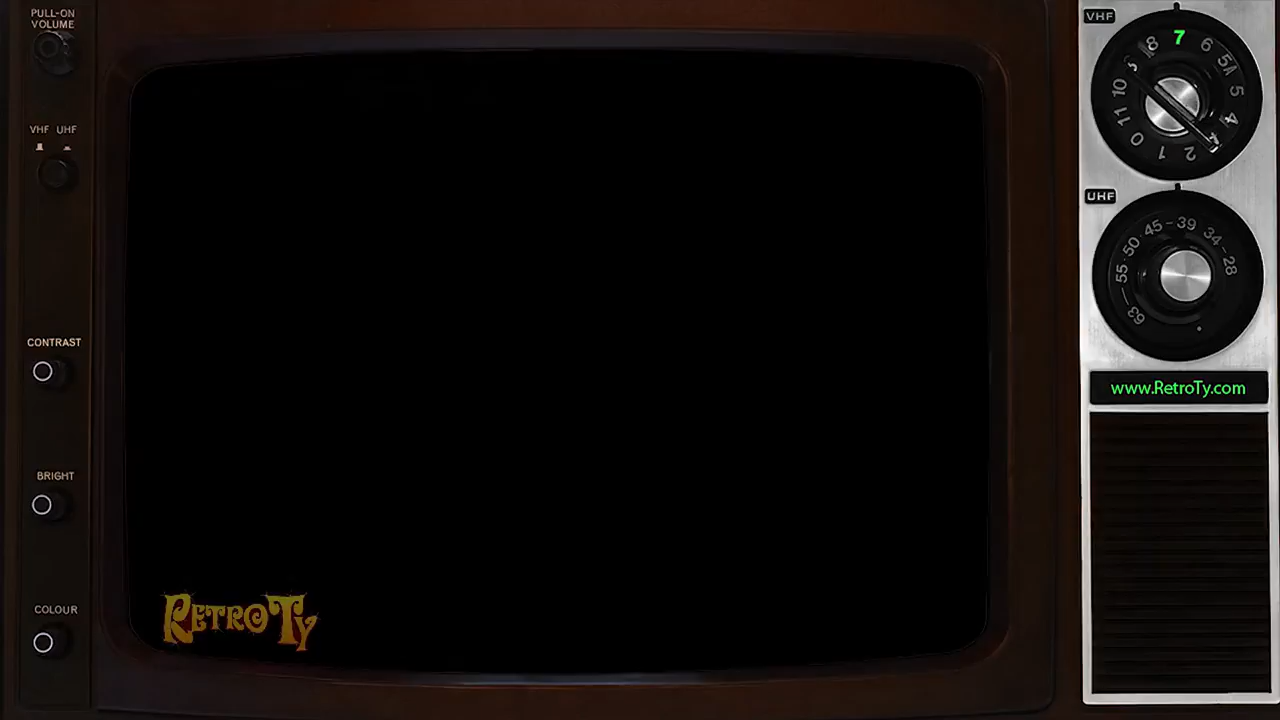 PULL-ON
VOLUME
VHF UHF
CONTRAST
BRIGHT
COLOUR
RETROTY
VHF
7
6
5A
5
4
2
1
0
11
10
8
UHF
63 55 50 45 39 34 28
www.RetroTy.com